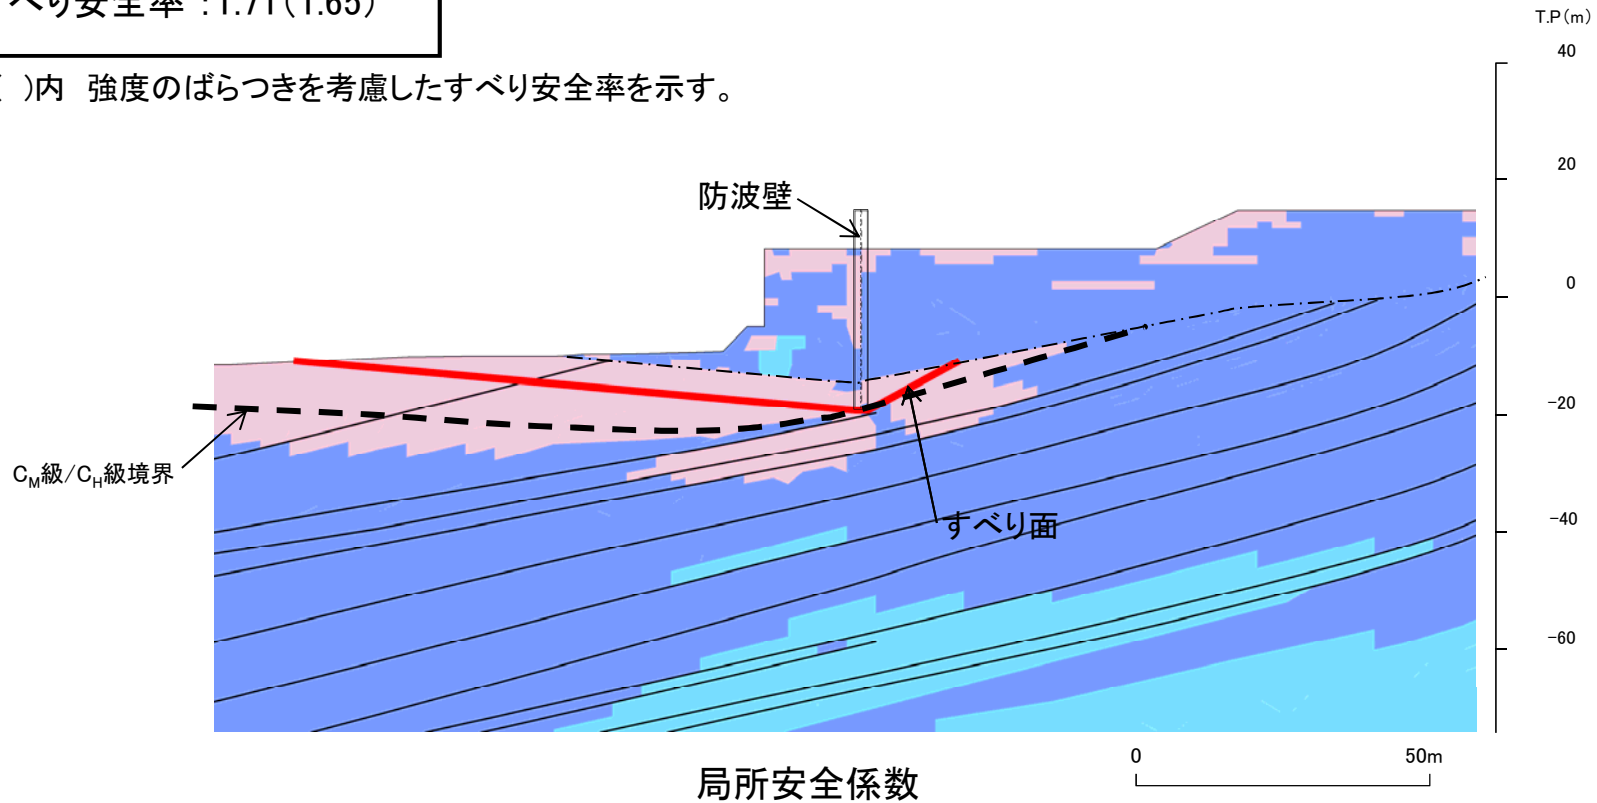 べり安全率 :1.71(1.65)
)内 強度のばらつきを考慮したすべり安全率を示す。
T.P(m)
40
20
防波壁
0
-20
CM級/CH級境界
すべり面
-40
-60
0 50m
局所安全係数